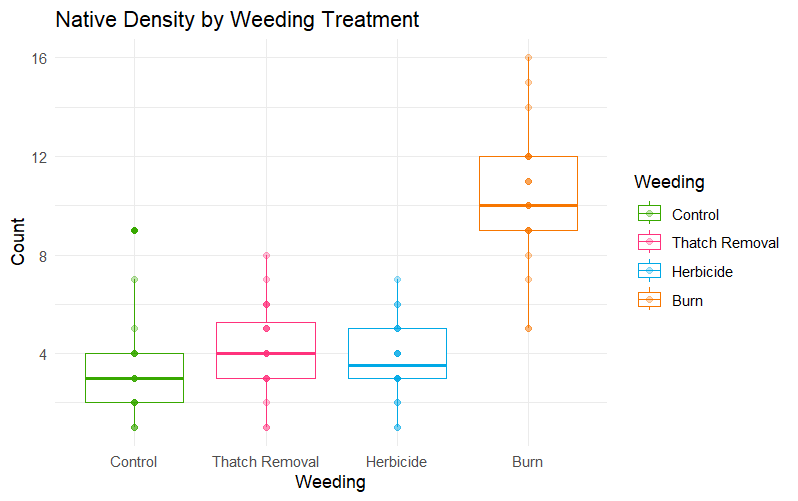 Native Density by Weeding Treatment
16
12
8
4
Count
Control
Thatch Removal
Herbicide
Burn
Weeding
Weeding
Control
Thatch Removal
Herbicide
Burn